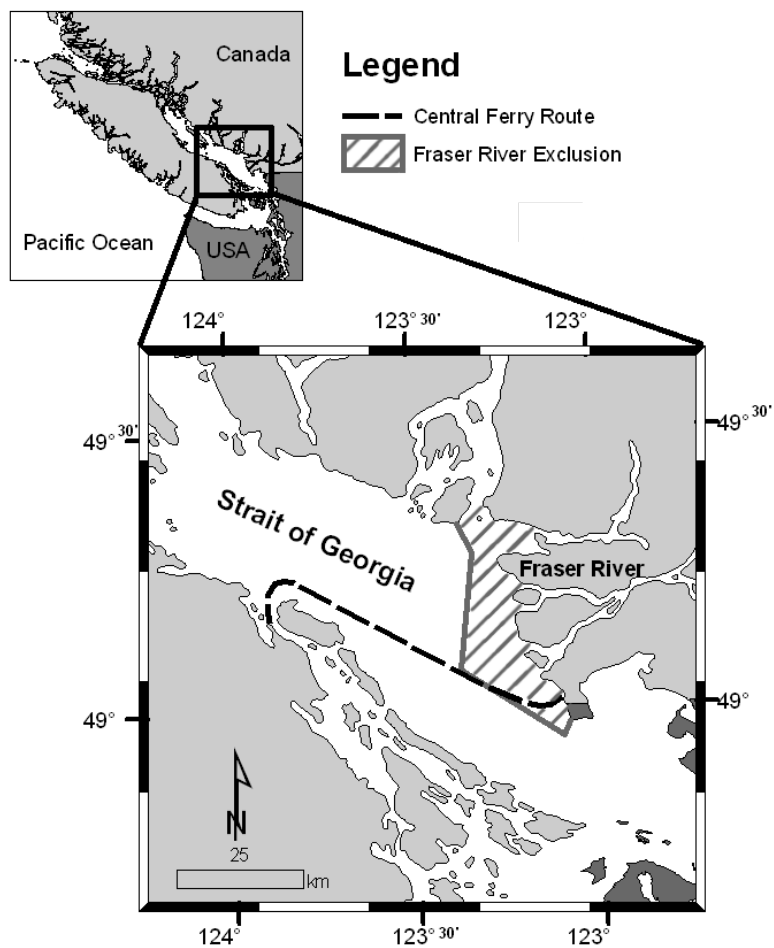 Canada
Pacific Ocean
USA
Legend
Central Ferry Route
Fraser River Exclusion
124° 123° 30' 123°
49° 30' 49° 30'
Strait of Georgia
Fraser River
49° 49°
N
25
km
124° 123° 30' 123°